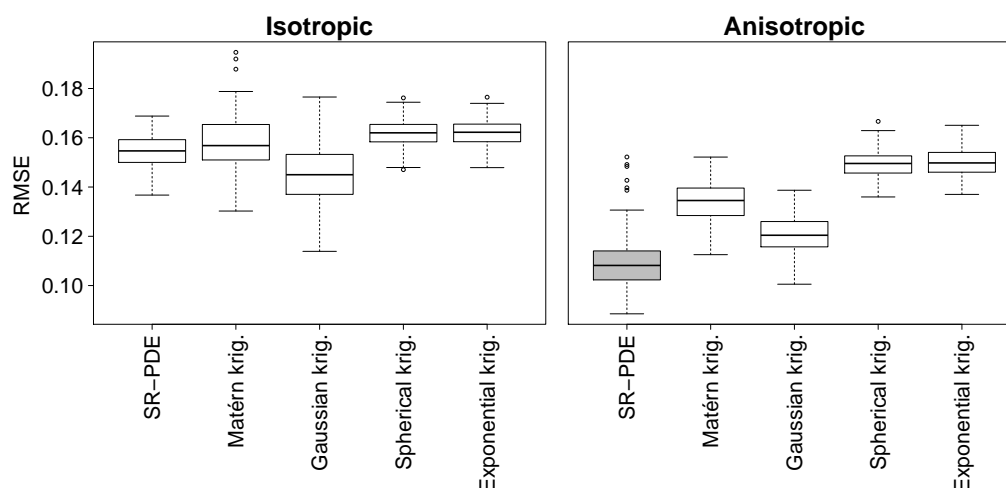 Isotropic
Anisotropic
RMSE
0.18
0.16
0.14
0.12
0.10
SR−PDE
Matérn krig.
Gaussian krig.
Spherical krig.
Exponential krig.
SR−PDE
Matérn krig.
Gaussian krig.
Spherical krig.
Exponential krig.